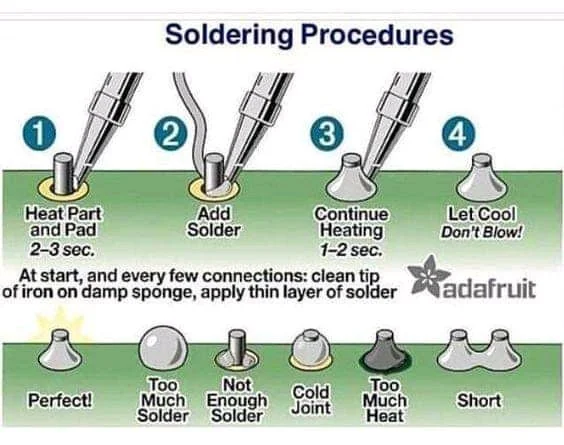 Soldering Procedures
1
2
3
4
Heat Part
and Pad
2-3 sec.
Add
Solder
Continue
Heating
1-2 sec.
Let Cool
Don't Blow!
At start, and every few connections: clean tip
of iron on damp sponge, apply thin layer of solder
adafruit
Perfect!
Too
Much
Solder
Not
Enough
Solder
Cold
Joint
Too
Much
Heat
Short